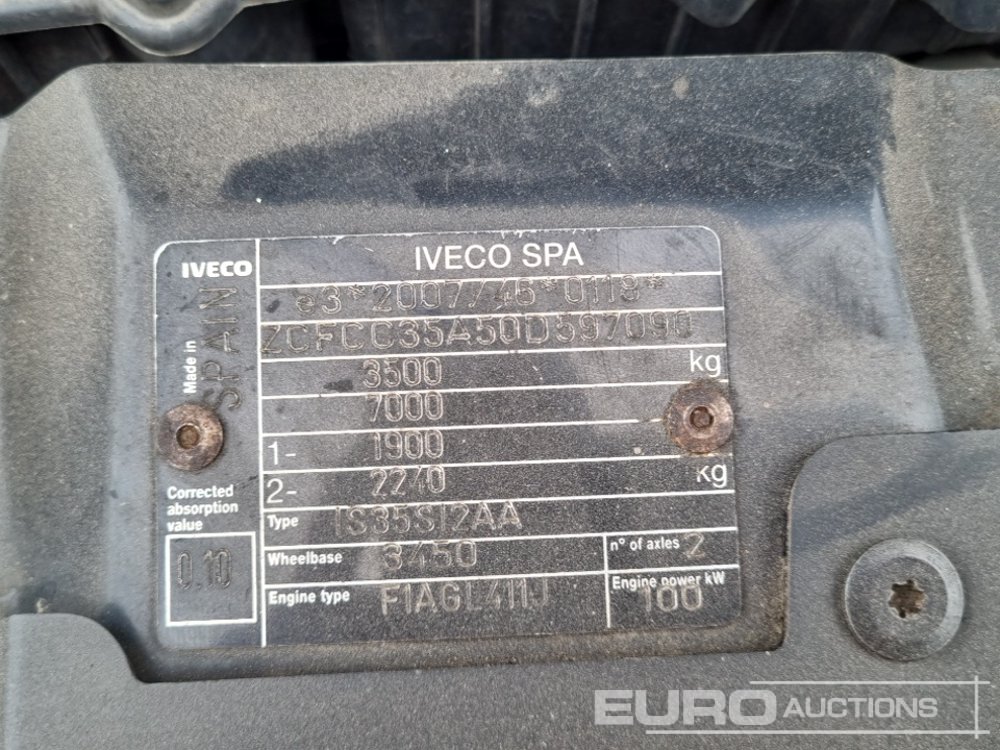 IVECO
IVECO SPA
e3*2007/46*0119*
ZCFCC35A50D597090
Made in SPAIN
3500 kg
7000
1- 1900
2- 2240 kg
Corrected
absorption
value
0.10
Type IS35SI2AA
Wheelbase 3450
n° of axles 2
Engine type F1AGL411J
Engine power kW
100
EURO AUCTIONS